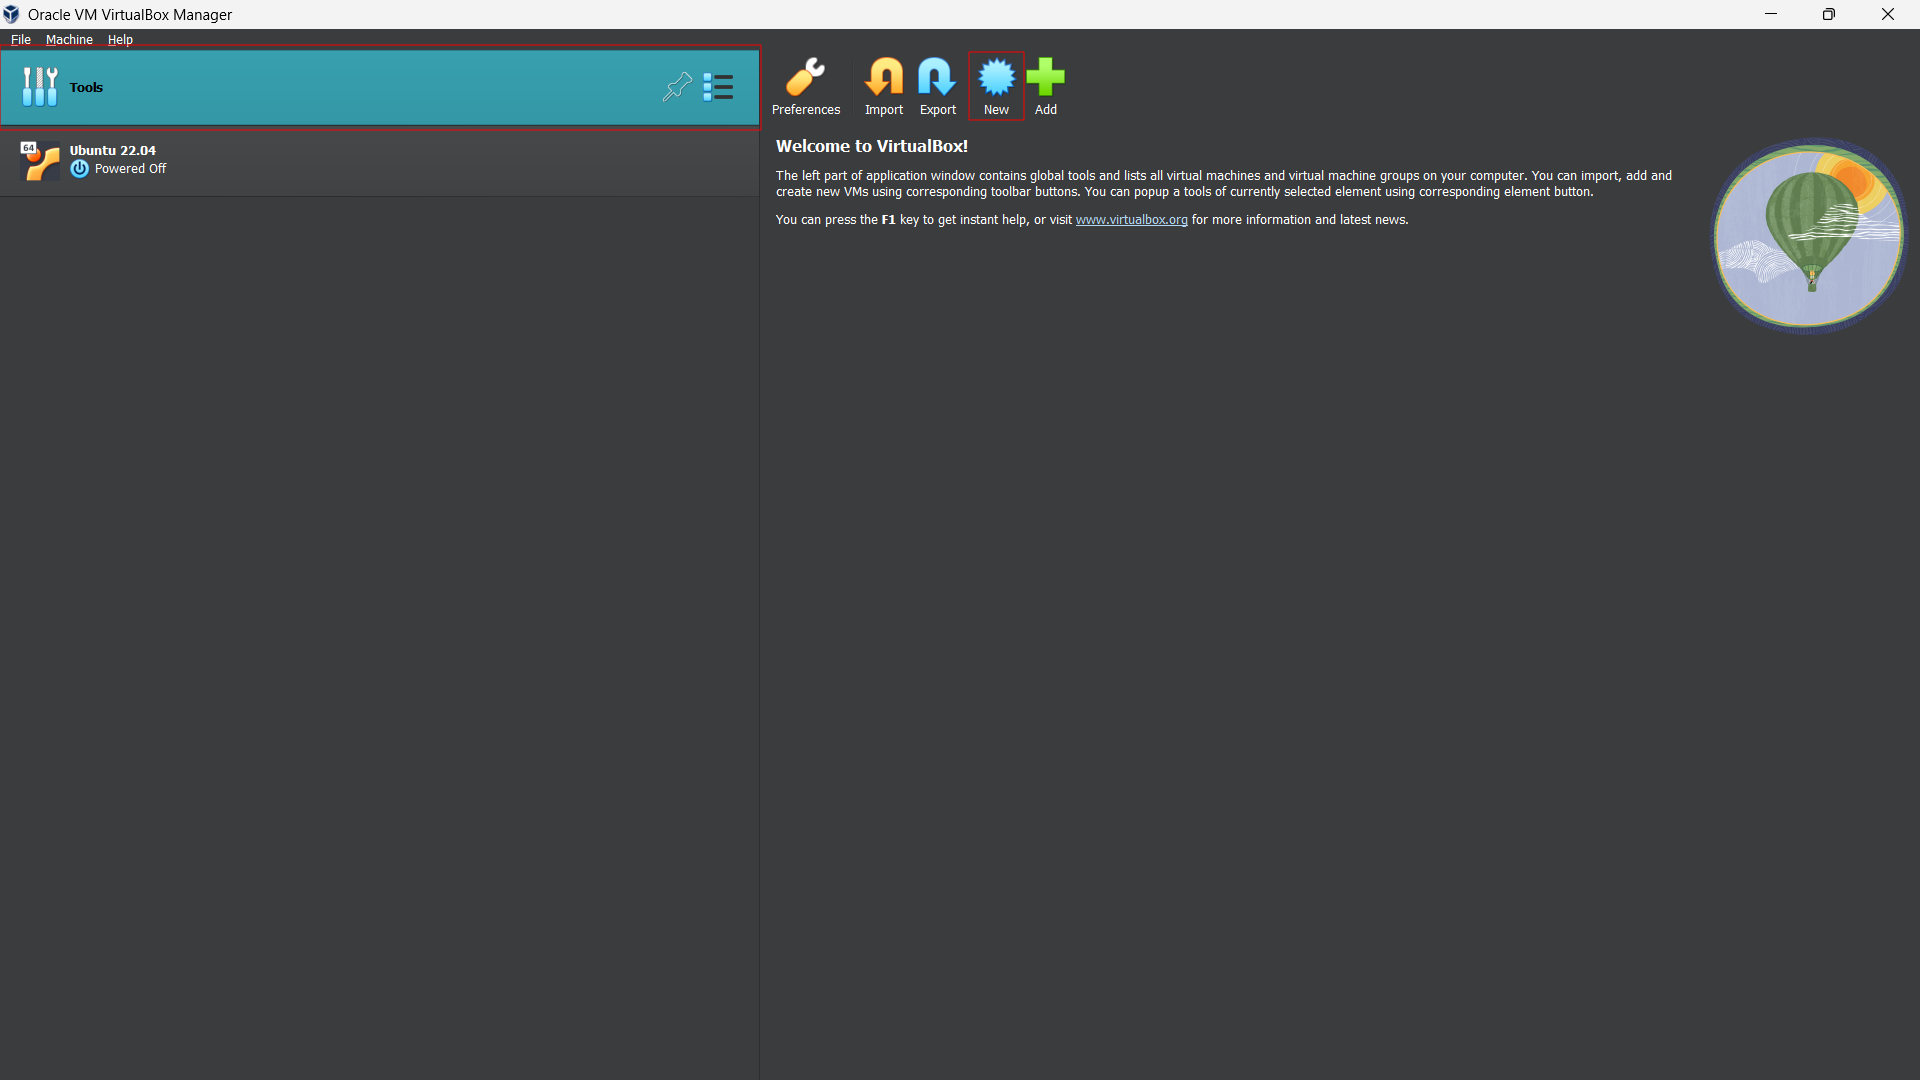 Oracle VM VirtualBox Manager
File Machine Help
Tools
Preferences Import Export New Add
64
Ubuntu 22.04
Powered Off
Welcome to VirtualBox!
The left part of application window contains global tools and lists all virtual machines and virtual machine groups on your computer. You can import, add and
create new VMs using corresponding toolbar buttons. You can popup a tools of currently selected element using corresponding element button.
You can press the F1 key to get instant help, or visit www.virtualbox.org for more information and latest news.